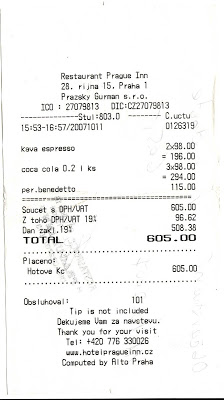 Restaurant Prague Inn
28. rijna 15, Praha 1
Prazsky Gurman s.r.o.
ICO : 27079813 DIC:CZ27079813
--------------Stul:803.0 -------- C.uctu
15:53-16:57/20071011 0126319
kava espresso 2x98.00
= 196.00
coca cola 0.2 l ks 3x98.00
= 294.00
per.benedetto 115.00
====================================
Soucet s DPH/VAT 605.00
Z toho DPH/VAT 19% 96.62
Dan zakl.19% 508.38
TOTAL 605.00
Placeno:
Hotove Kc 605.00
Obsluhoval: 101
Tip is not included
Dekujeme Vam za navstevu.
Thank you for your visit
Tel: +420 776 330026
www.hotelpragueinn.cz
Computed by Alto Praha